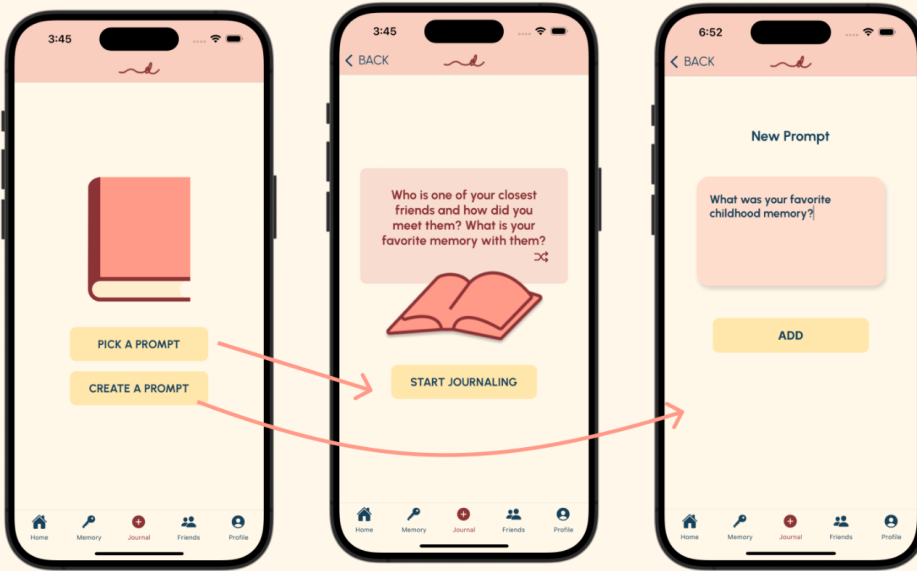 3:45
PICK A PROMPT
CREATE A PROMPT
Home Memory Journal Friends Profile
3:45
BACK
Who is one of your closest
friends and how did you
meet them? What is your
favorite memory with them?
START JOURNALING
Home Memory Journal Friends Profile
6:52
BACK
New Prompt
What was your favorite
childhood memory?
ADD
Home Memory Journal Friends Profile